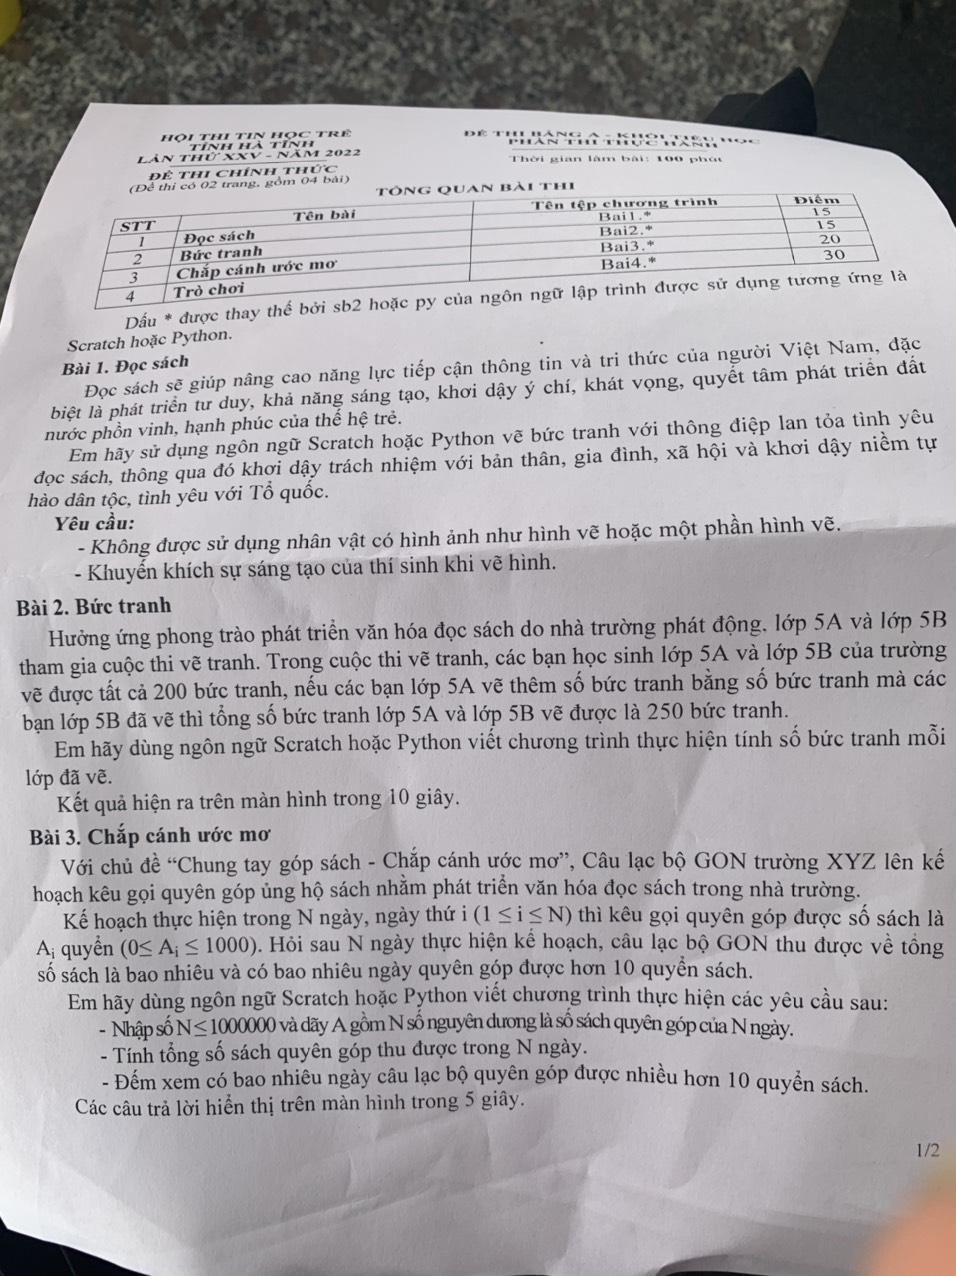 HỘI THI TIN HỌC TRẺ
TỈNH HÀ TĨNH
LẦN THỨ XXV - NĂM 2022
ĐỀ THI CHÍNH THỨC
(Đề thi có 02 trang, gồm 04 bài)
ĐỀ THI BẢNG A - KHỐI TIỂU HỌC
PHẦN THI THỰC HÀNH
Thời gian làm bài: 100 phút
TỔNG QUAN BÀI THI
STT Tên bài Tên tệp chương trình Điểm
1 Đọc sách Bai1.* 15
2 Bức tranh Bai2.* 15
3 Chắp cánh ước mơ Bai3.* 20
4 Trò chơi Bai4.* 30
Dấu * được thay thế bởi sb2 hoặc py của ngôn ngữ lập trình được sử dụng tương ứng là
Scratch hoặc Python.
Bài 1. Đọc sách
Đọc sách sẽ giúp nâng cao năng lực tiếp cận thông tin và tri thức của người Việt Nam, đặc
biệt là phát triển tư duy, khả năng sáng tạo, khơi dậy ý chí, khát vọng, quyết tâm phát triển đất
nước phồn vinh, hạnh phúc của thế hệ trẻ.
Em hãy sử dụng ngôn ngữ Scratch hoặc Python vẽ bức tranh với thông điệp lan tỏa tình yêu
đọc sách, thông qua đó khơi dậy trách nhiệm với bản thân, gia đình, xã hội và khơi dậy niềm tự
hào dân tộc, tình yêu với Tổ quốc.
Yêu cầu:
- Không được sử dụng nhân vật có hình ảnh như hình vẽ hoặc một phần hình vẽ.
- Khuyến khích sự sáng tạo của thí sinh khi vẽ hình.
Bài 2. Bức tranh
Hưởng ứng phong trào phát triển văn hóa đọc sách do nhà trường phát động. lớp 5A và lớp 5B
tham gia cuộc thi vẽ tranh. Trong cuộc thi vẽ tranh, các bạn học sinh lớp 5A và lớp 5B của trường
vẽ được tất cả 200 bức tranh, nếu các bạn lớp 5A vẽ thêm số bức tranh bằng số bức tranh mà các
bạn lớp 5B đã vẽ thì tổng số bức tranh lớp 5A và lớp 5B vẽ được là 250 bức tranh.
Em hãy dùng ngôn ngữ Scratch hoặc Python viết chương trình thực hiện tính số bức tranh mỗi
lớp đã vẽ.
Kết quả hiện ra trên màn hình trong 10 giây.
Bài 3. Chắp cánh ước mơ
Với chủ đề “Chung tay góp sách - Chắp cánh ước mơ”, Câu lạc bộ GON trường XYZ lên kế
hoạch kêu gọi quyên góp ủng hộ sách nhằm phát triển văn hóa đọc sách trong nhà trường.
Kế hoạch thực hiện trong N ngày, ngày thứ i (1 ≤ i ≤ N) thì kêu gọi quyên góp được số sách là
Aᵢ quyển (0≤ Aᵢ ≤ 1000). Hỏi sau N ngày thực hiện kế hoạch, câu lạc bộ GON thu được về tổng
số sách là bao nhiêu và có bao nhiêu ngày quyên góp được hơn 10 quyển sách.
Em hãy dùng ngôn ngữ Scratch hoặc Python viết chương trình thực hiện các yêu cầu sau:
- Nhập số N ≤ 1000000 và dãy A gồm N số nguyên dương là số sách quyên góp của N ngày.
- Tính tổng số sách quyên góp thu được trong N ngày.
- Đếm xem có bao nhiêu ngày câu lạc bộ quyên góp được nhiều hơn 10 quyển sách.
Các câu trả lời hiển thị trên màn hình trong 5 giây.
1/2